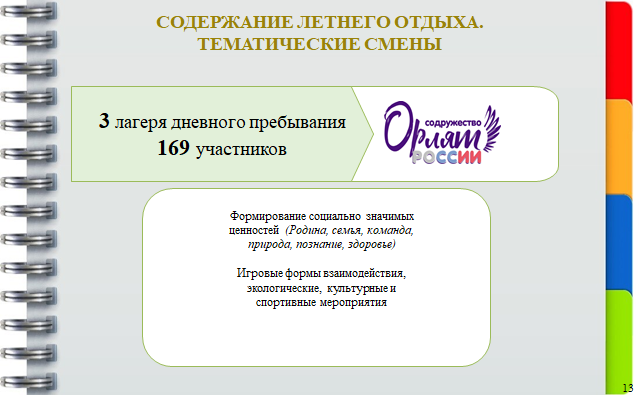 СОДЕРЖАНИЕ ЛЕТНЕГО ОТДЫХА.
ТЕМАТИЧЕСКИЕ СМЕНЫ
3 лагеря дневного пребывания
169 участников
содружество
Орлят
РОССИИ
Формирование социально значимых
ценностей (Родина, семья, команда,
природа, познание, здоровье)
Игровые формы взаимодействия,
экологические, культурные и
спортивные мероприятия
13